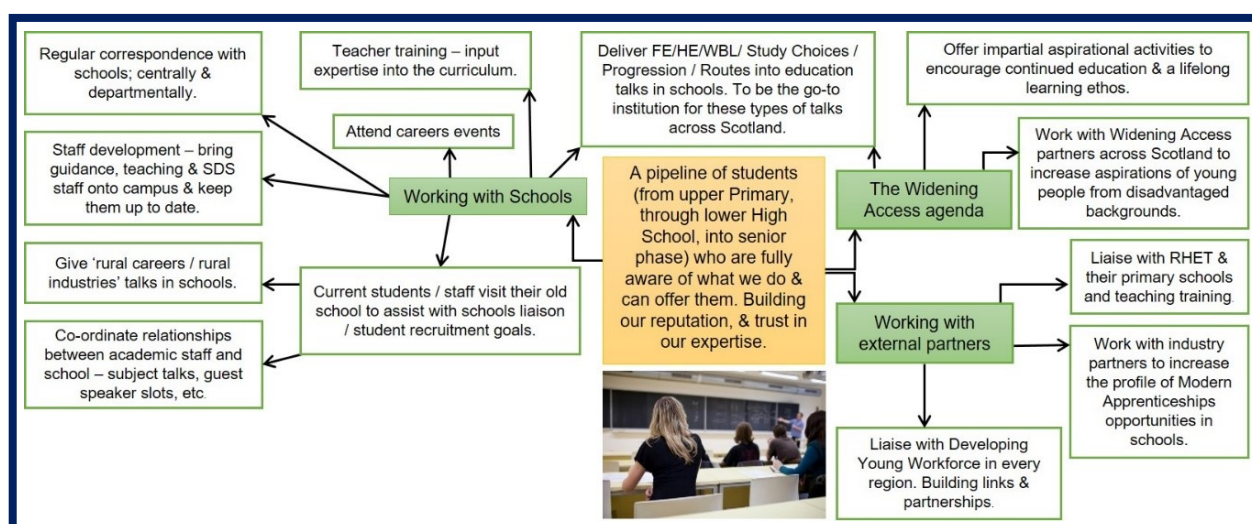 Regular correspondence with
schools; centrally &
departmentally.
Teacher training – input
expertise into the curriculum.
Deliver FE/HE/WBL/ Study Choices /
Progression / Routes into education
talks in schools. To be the go-to
institution for these types of talks
across Scotland.
Offer impartial aspirational activities to
encourage continued education & a lifelong
learning ethos.
Attend careers events
Staff development – bring
guidance, teaching & SDS
staff onto campus & keep
them up to date.
Working with Schools
A pipeline of students
(from upper Primary,
through lower High
School, into senior
phase) who are fully
aware of what we do &
can offer them. Building
our reputation, & trust in
our expertise.
The Widening
Access agenda
Work with Widening Access
partners across Scotland to
increase aspirations of young
people from disadvantaged
backgrounds.
Give ‘rural careers / rural
industries’ talks in schools.
Current students / staff visit their old
school to assist with schools liaison
/ student recruitment goals.
Liaise with RHET &
their primary schools
and teaching training.
Working with
external partners
Co-ordinate relationships
between academic staff and
school – subject talks, guest
speaker slots, etc.
Work with industry
partners to increase
the profile of Modern
Apprenticeships
opportunities in
schools.
Liaise with Developing
Young Workforce in every
region. Building links &
partnerships.